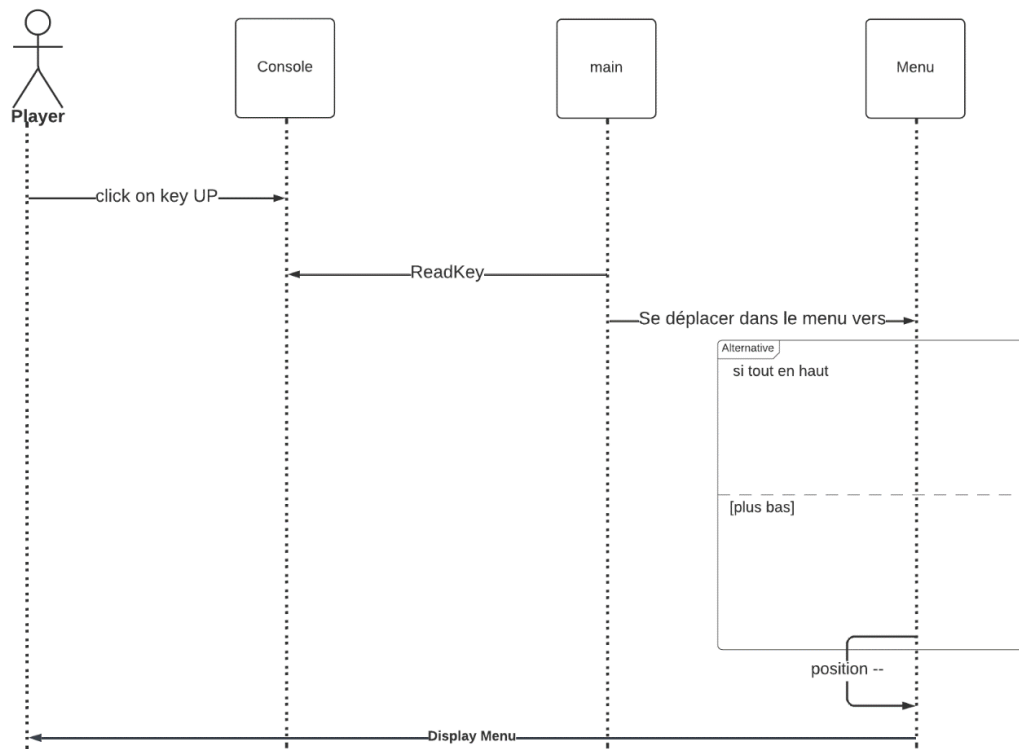 Player
Console
main
Menu
click on key UP
ReadKey
Se déplacer dans le menu vers
Alternative
si tout en haut
[plus bas]
position --
Display Menu